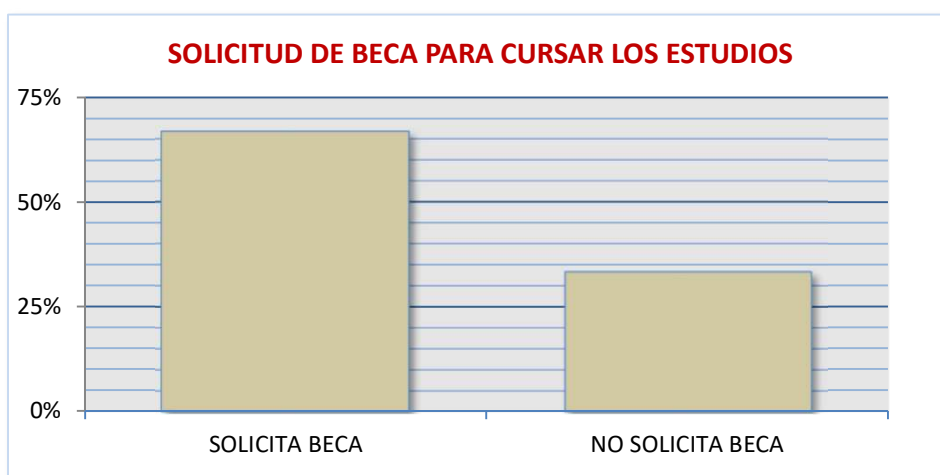 SOLICITUD DE BECA PARA CURSAR LOS ESTUDIOS
75%
50%
25%
0%
SOLICITA BECA
NO SOLICITA BECA